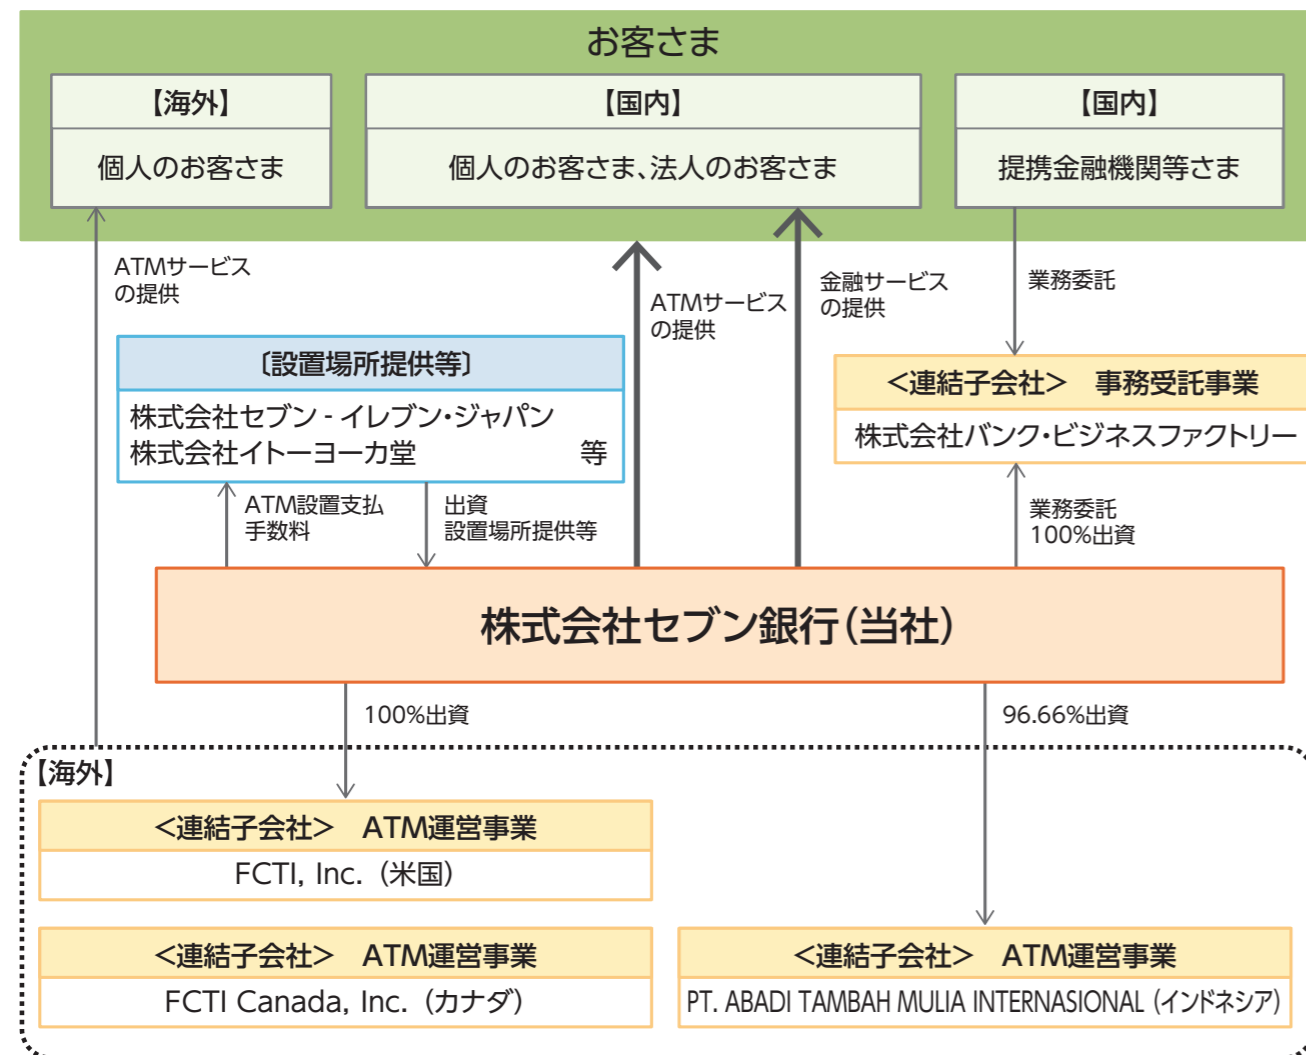 お客さま
【海外】
個人のお客さま
【国内】
個人のお客さま、法人のお客さま
【国内】
提携金融機関等さま
ATMサービス
の提供
ATMサービス
の提供
金融サービス
の提供
業務委託
〔設置場所提供等〕
株式会社セブン‐イレブン・ジャパン
株式会社イトーヨーカ堂 等
<連結子会社> 事務受託事業
株式会社バンク・ビジネスファクトリー
ATM設置支払
手数料
出資
設置場所提供等
業務委託
100%出資
株式会社セブン銀行(当社)
100%出資
96.66%出資
【海外】
<連結子会社> ATM運営事業
FCTI, Inc.(米国)
<連結子会社> ATM運営事業
FCTI Canada, Inc.(カナダ)
<連結子会社> ATM運営事業
PT. ABADI TAMBAH MULIA INTERNASIONAL(インドネシア)